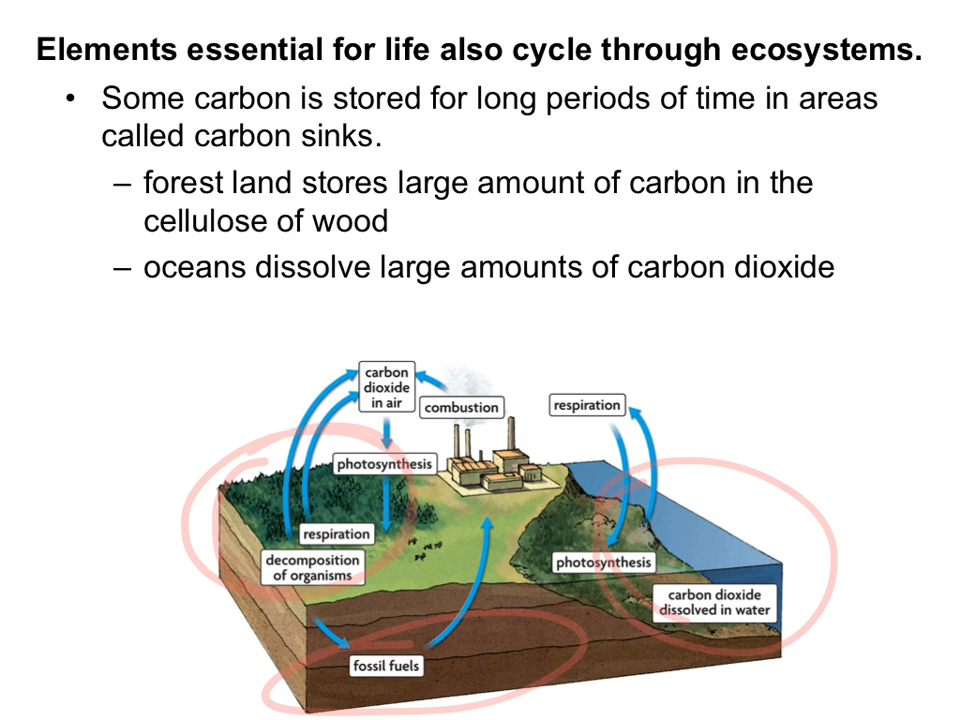 Elements essential for life also cycle through ecosystems.
• Some carbon is stored for long periods of time in areas
called carbon sinks.
– forest land stores large amount of carbon in the
cellulose of wood
– oceans dissolve large amounts of carbon dioxide
carbon
dioxide
in air
combustion
respiration
photosynthesis
respiration
decomposition
of organisms
photosynthesis
carbon dioxide
dissolved in water
fossil fuels